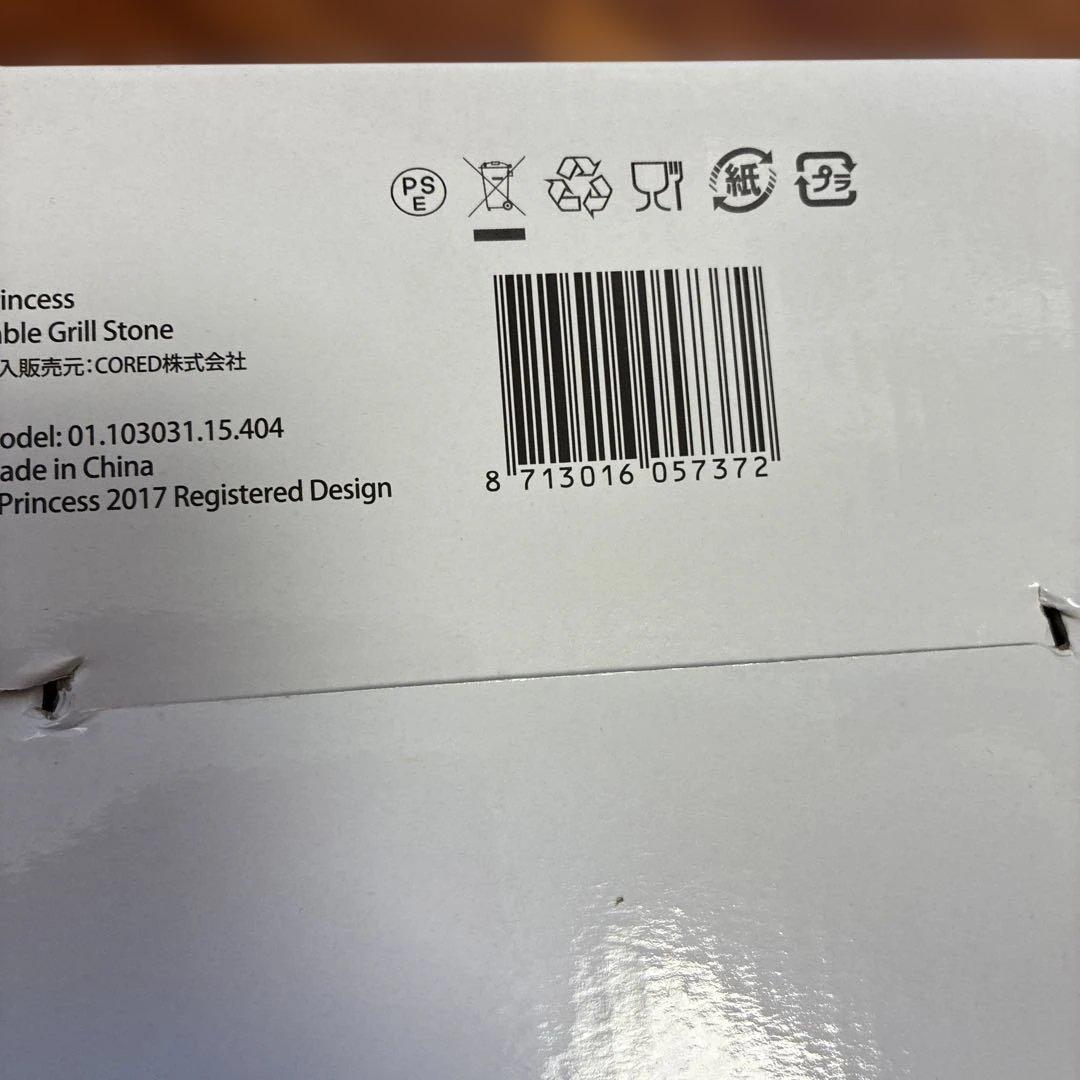 PS
E
紙
プラ
incess
ble Grill Stone
入販売元：CORED株式会社
odel: 01.103031.15.404
ade in China
Princess 2017 Registered Design
8 713016 057372